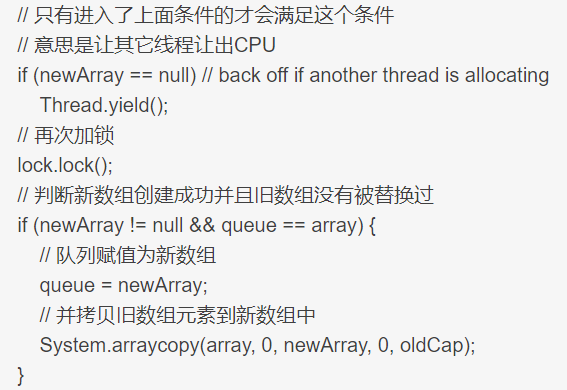 // 只有进入了上面条件的才会满足这个条件
// 意思是让其它线程让出CPU
if (newArray == null) // back off if another thread is allocating
Thread.yield();
// 再次加锁
lock.lock();
// 判断新数组创建成功并且旧数组没有被替换过
if (newArray != null && queue == array) {
// 队列赋值为新数组
queue = newArray;
// 并拷贝旧数组元素到新数组中
System.arraycopy(array, 0, newArray, 0, oldCap);
}